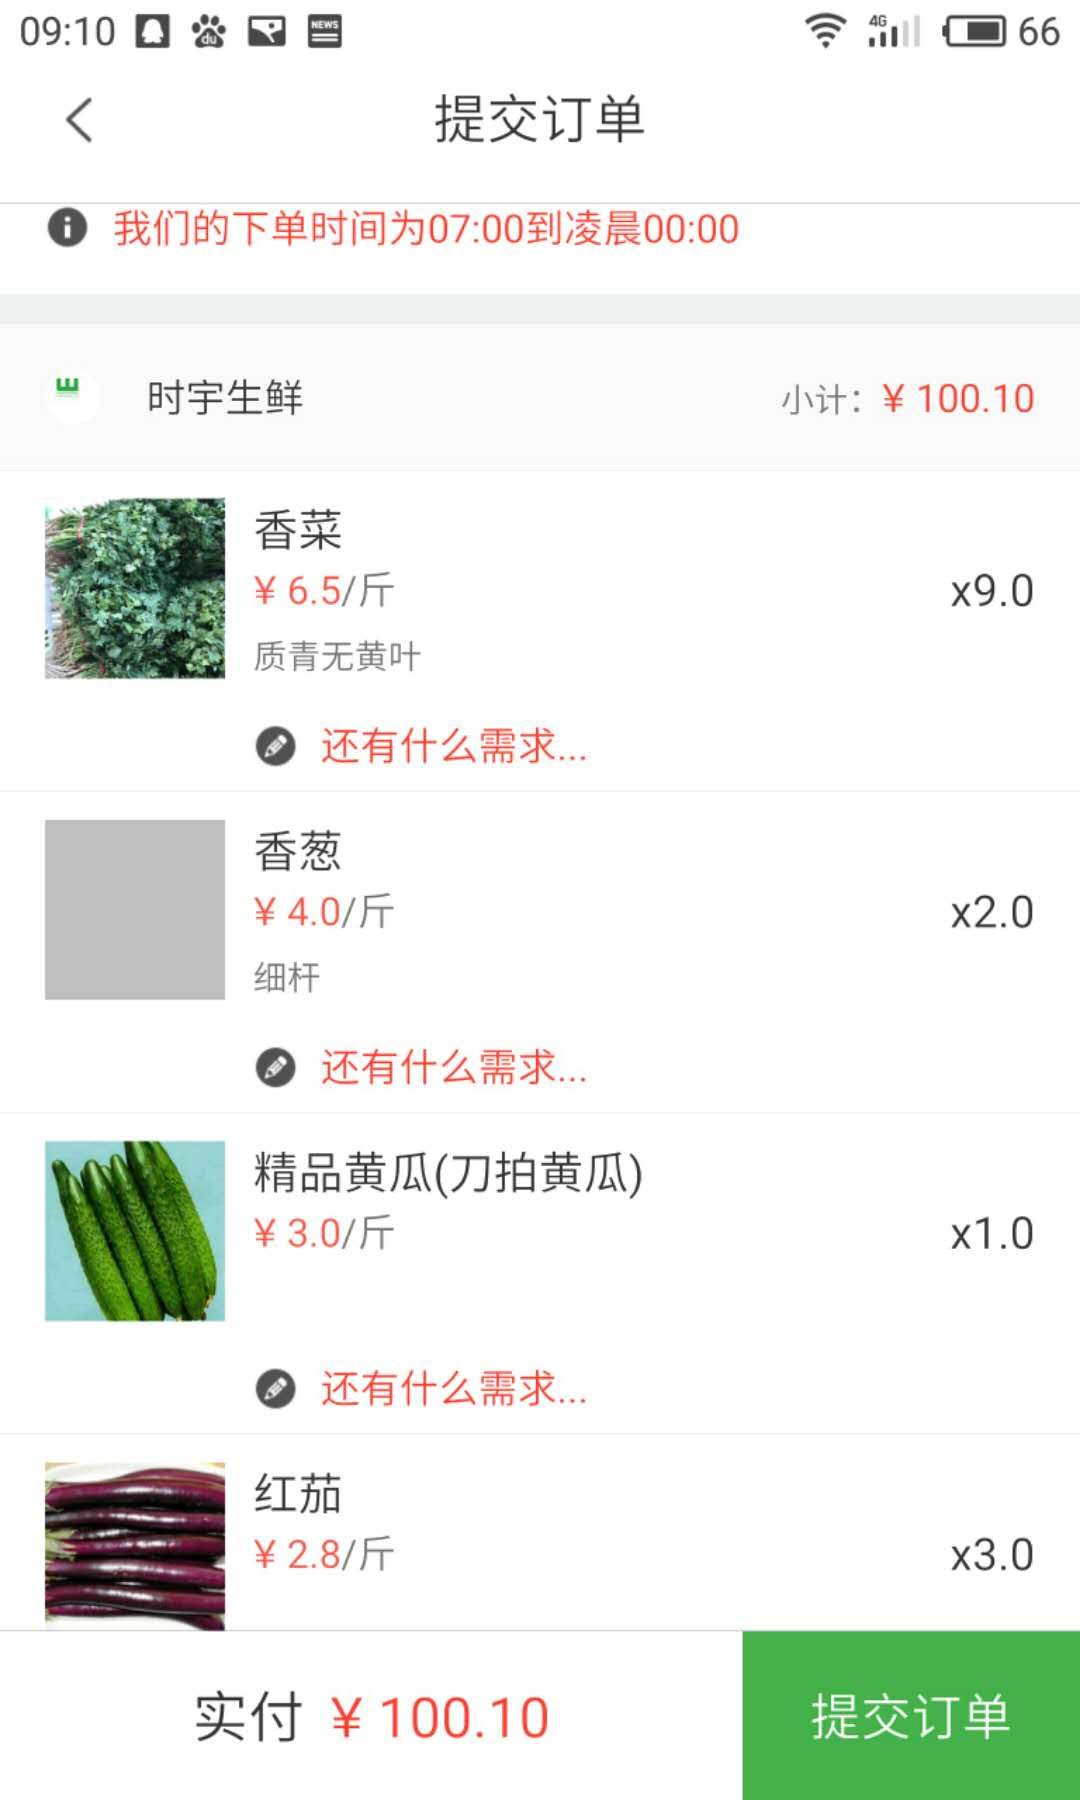 09:10 du NEWS 4G 66
提交订单
我们的下单时间为07:00到凌晨00:00
时宇生鲜 小计：¥ 100.10
香菜
¥ 6.5/斤 x9.0
质青无黄叶
还有什么需求...
香葱
¥ 4.0/斤 x2.0
细杆
还有什么需求...
精品黄瓜(刀拍黄瓜)
¥ 3.0/斤 x1.0
还有什么需求...
红茄
¥ 2.8/斤 x3.0
实付 ¥ 100.10 提交订单